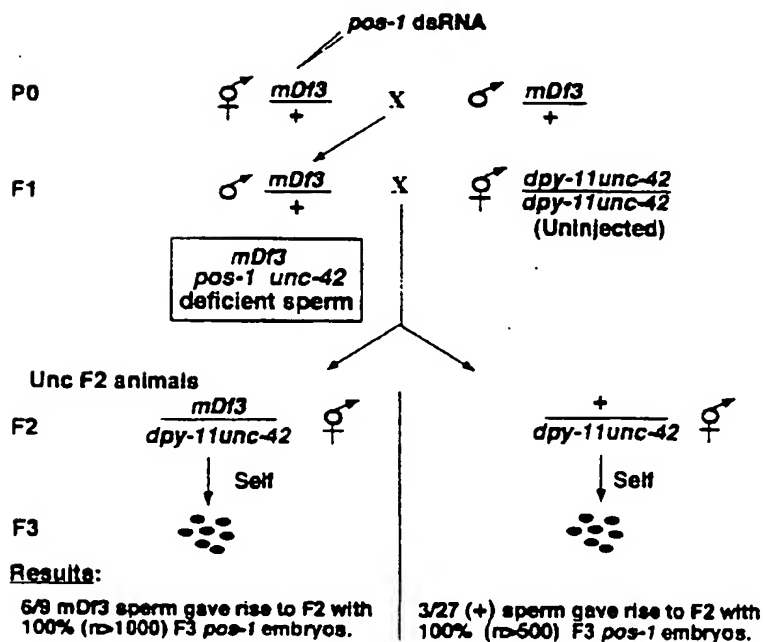 pos-1 dsRNA
P0
mDf3
+
X
mDf3
+
F1
mDf3
+
X
dpy-11unc-42
dpy-11unc-42
(Uninjected)
mDf3
pos-1 unc-42
deficient sperm
Unc F2 animals
F2
mDf3
dpy-11unc-42
+
dpy-11unc-42
Self
Self
F3
Results:
6/9 mDf3 sperm gave rise to F2 with
100% (n>1000) F3 pos-1 embryos.
3/27 (+) sperm gave rise to F2 with
100% (n>500) F3 pos-1 embryos.